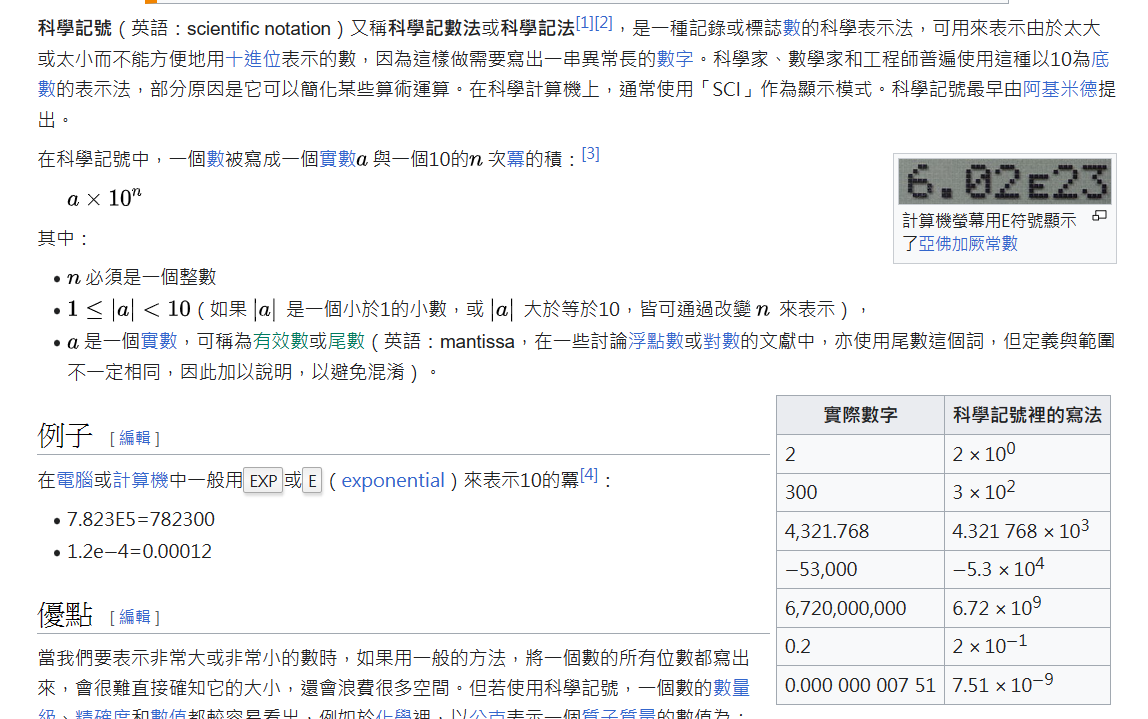 科學記號（英語：scientific notation）又稱科學記數法或科學記法[1][2]，是一種記錄或標誌數的科學表示法，可用來表示由於太大
或太小而不能方便地用十進位表示的數，因為這樣做需要寫出一串異常長的數字。科學家、數學家和工程師普遍使用這種以10為底
數的表示法，部分原因是它可以簡化某些算術運算。在科學計算機上，通常使用「SCI」作為顯示模式。科學記號最早由阿基米德提
出。
在科學記號中，一個數被寫成一個實數a 與一個10的n 次冪的積：[3]
a × 10^n
其中：
• n 必須是一個整數
• 1 ≤ |a| < 10（如果 |a| 是一個小於1的小數，或 |a| 大於等於10，皆可通過改變 n 來表示），
• a 是一個實數，可稱為有效數或尾數（英語：mantissa，在一些討論浮點數或對數的文獻中，亦使用尾數這個詞，但定義與範圍
不一定相同，因此加以說明，以避免混淆）。
6.02E23
計算機螢幕用E符號顯示
了亞佛加厥常數
例子 [編輯]
在電腦或計算機中一般用EXP或E（exponential）來表示10的冪[4]：
• 7.823E5=782300
• 1.2e−4=0.00012
優點 [編輯]
當我們要表示非常大或非常小的數時，如果用一般的方法，將一個數的所有位數都寫出
來，會很難直接確知它的大小，還會浪費很多空間。但若使用科學記號，一個數的數量
級、精確度和數值都較容易看出，例如於化學裡，以公克表示一個質子質量的數值為：
實際數字 科學記號裡的寫法
2 2 × 10^0
300 3 × 10^2
4,321.768 4.321 768 × 10^3
−53,000 −5.3 × 10^4
6,720,000,000 6.72 × 10^9
0.2 2 × 10^−1
0.000 000 007 51 7.51 × 10^−9